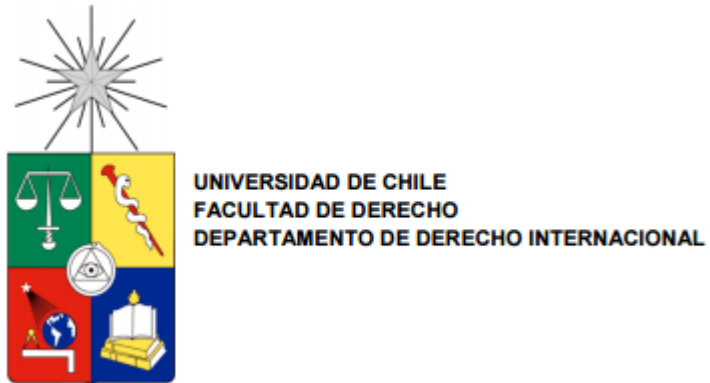 UNIVERSIDAD DE CHILE
FACULTAD DE DERECHO
DEPARTAMENTO DE DERECHO INTERNACIONAL